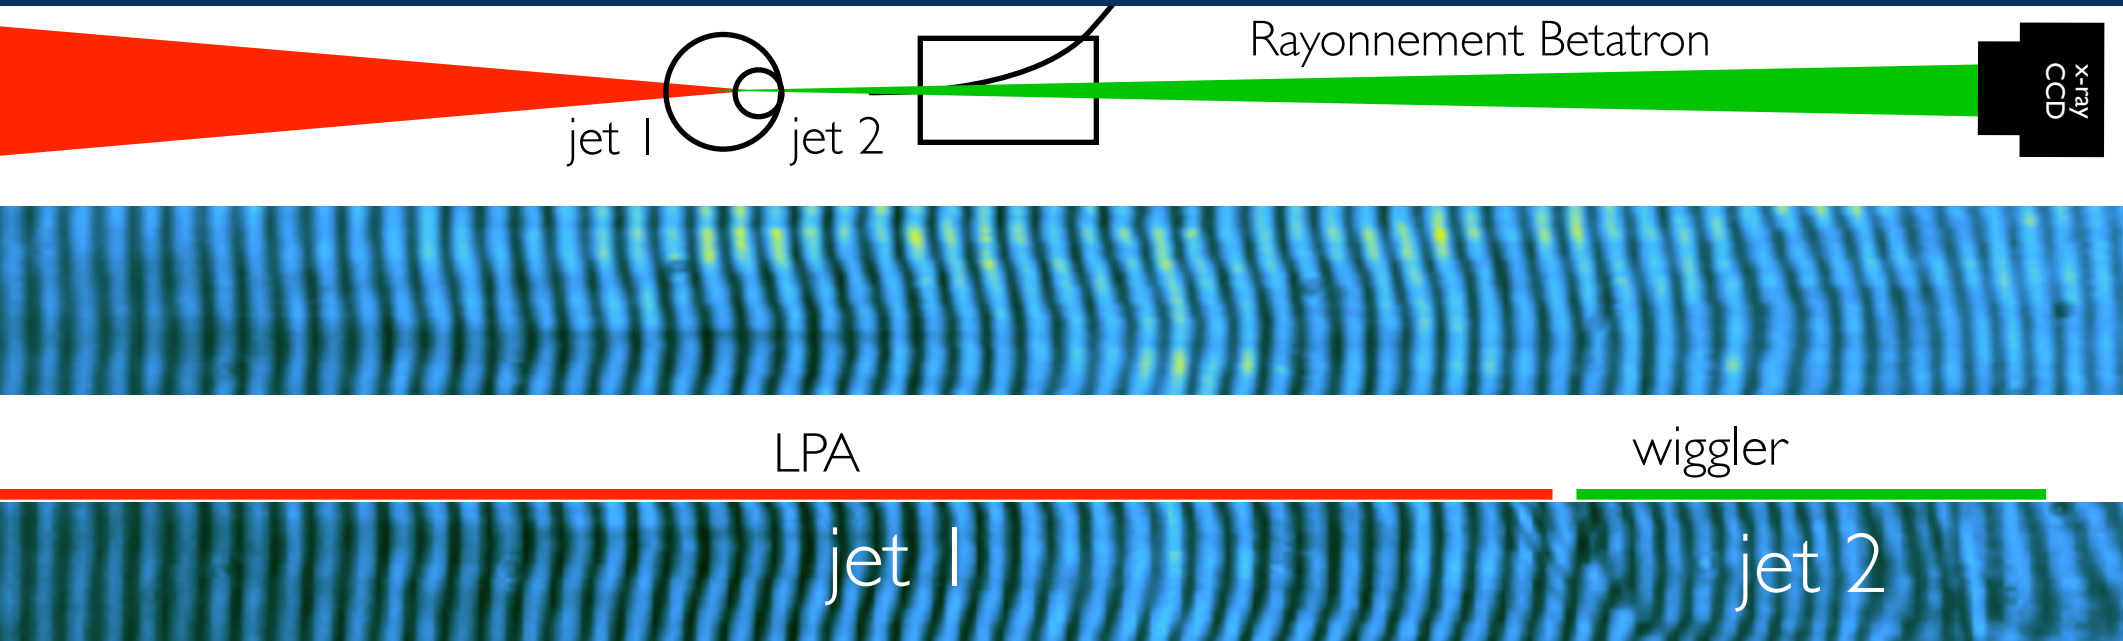 Rayonnement Betatron
x-ray
CCD
jet 1
jet 2
LPA
wiggler
jet 1
jet 2